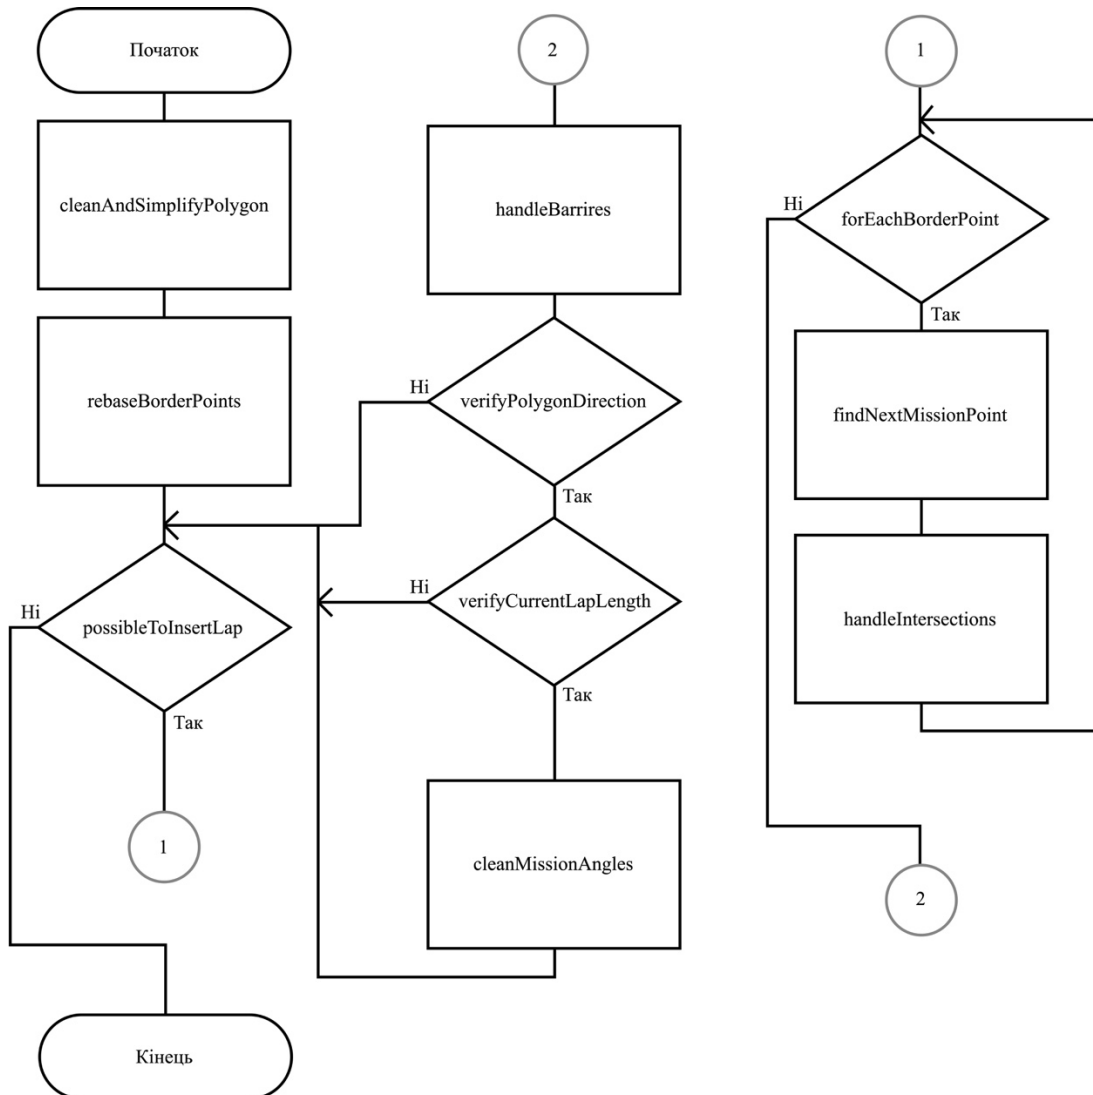 Початок
cleanAndSimplifyPolygon
rebaseBorderPoints
Ні
possibleToInsertLap
Так
1
Кінець
2
handleBarrires
Ні
verifyPolygonDirection
Так
Ні
verifyCurrentLapLength
Так
cleanMissionAngles
1
Ні
forEachBorderPoint
Так
findNextMissionPoint
handleIntersections
2